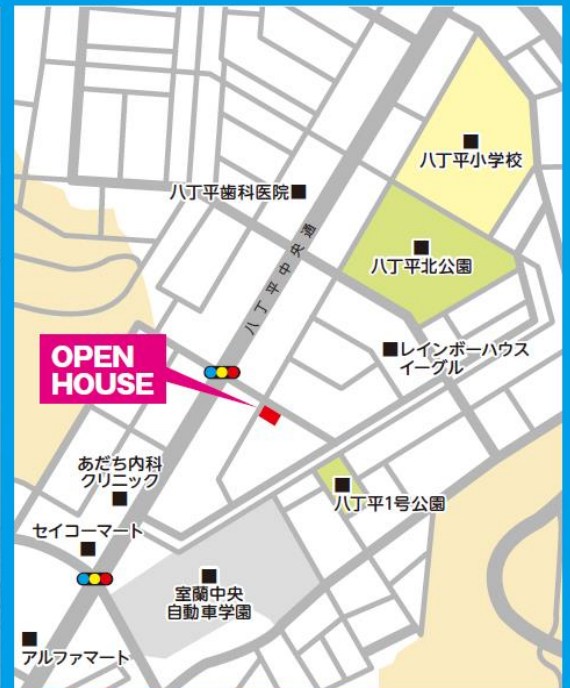 八丁平小学校
八丁平歯科医院
八丁平中央通
八丁平北公園
OPEN
HOUSE
レインボーハウス
イーグル
あだち内科
クリニック
八丁平1号公園
セイコーマート
室蘭中央
自動車学園
アルファマート